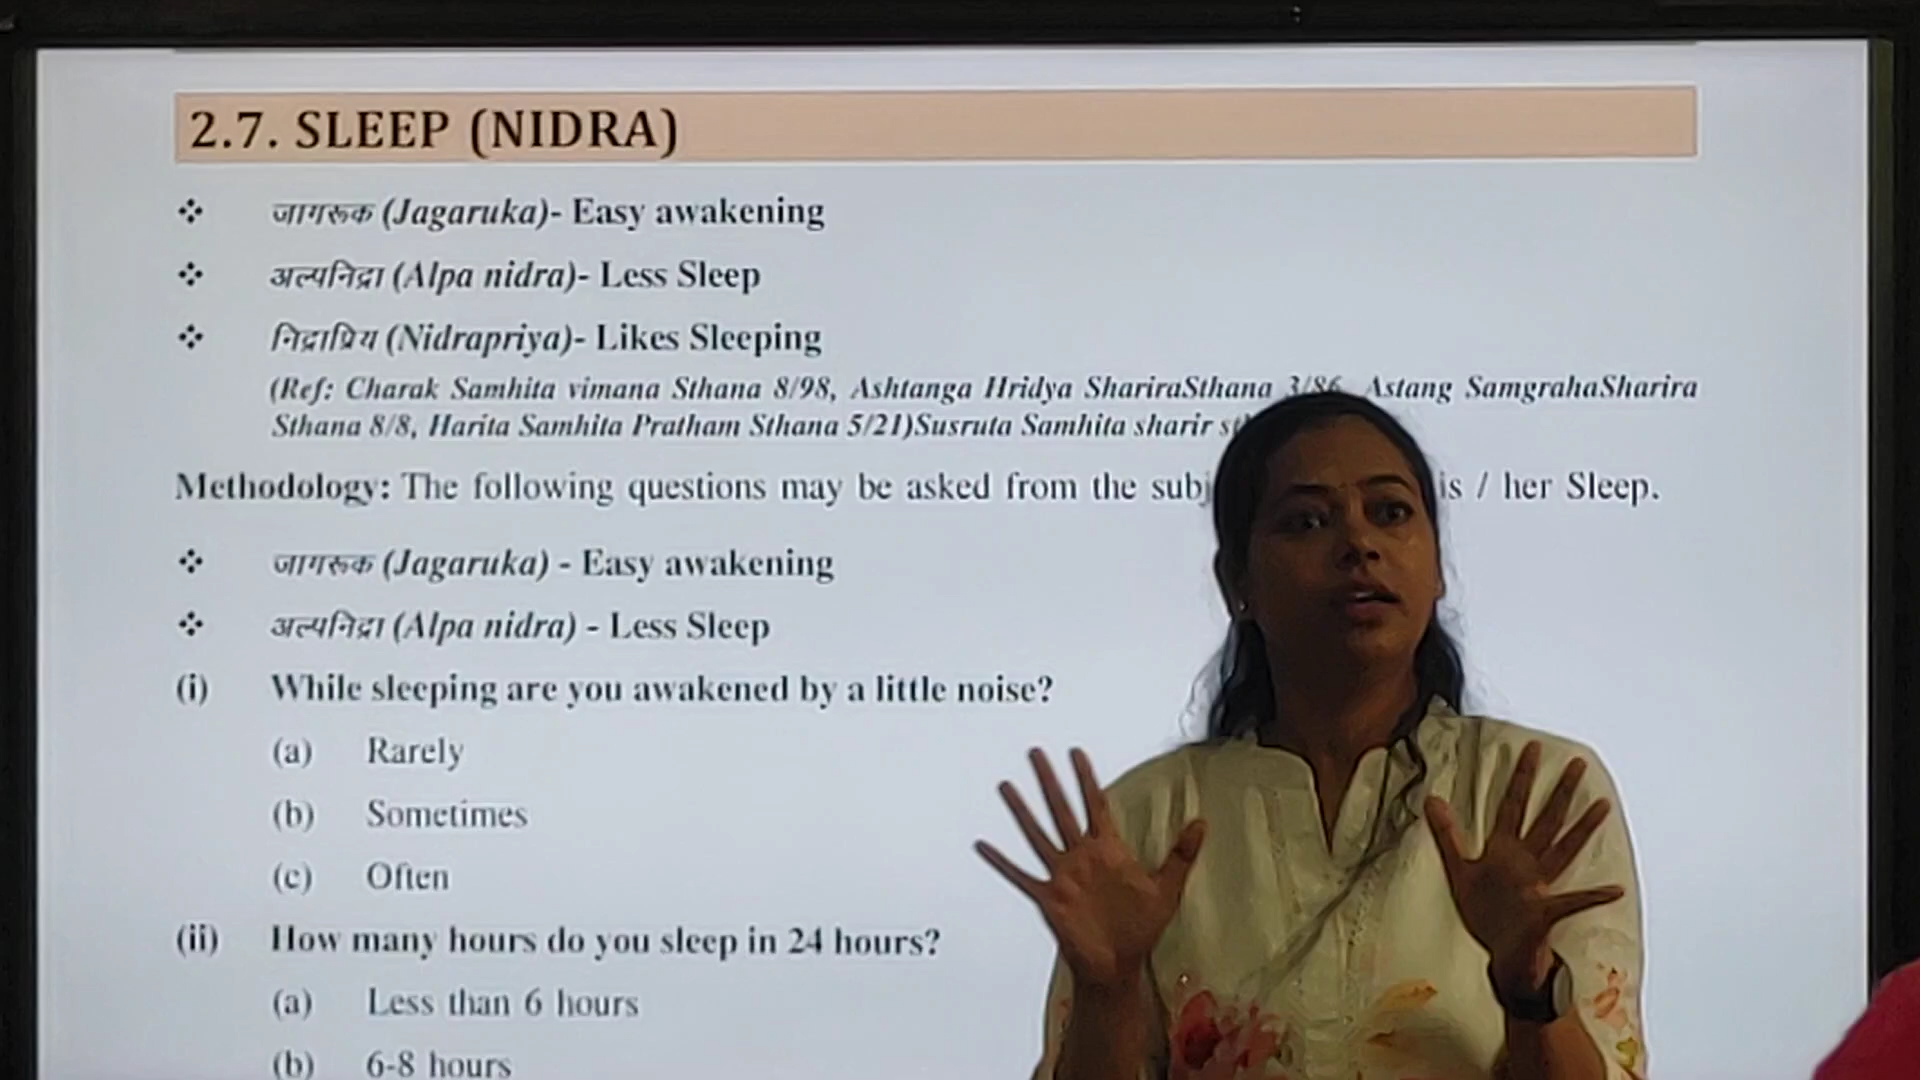 2.7. SLEEP (NIDRA)
❖ जागरूक (Jagaruka)- Easy awakening
❖ अल्पनिद्रा (Alpa nidra)- Less Sleep
❖ निद्राप्रिय (Nidrapriya)- Likes Sleeping
(Ref: Charak Samhita vimana Sthana 8/98, Ashtanga Hridya ShariraSthana 3/86, Astang SamgrahaSharira
Sthana 8/8, Harita Samhita Pratham Sthana 5/21)Susruta Samhita sharir
Methodology: The following questions may be asked from the is / her Sleep.
❖ जागरूक (Jagaruka) - Easy awakening
❖ अल्पनिद्रा (Alpa nidra) - Less Sleep
(i) While sleeping are you awakened by a little noise?
(a) Rarely
(b) Sometimes
(c) Often
(ii) How many hours do you sleep in 24 hours?
(a) Less than 6 hours
(b) 6-8 hours